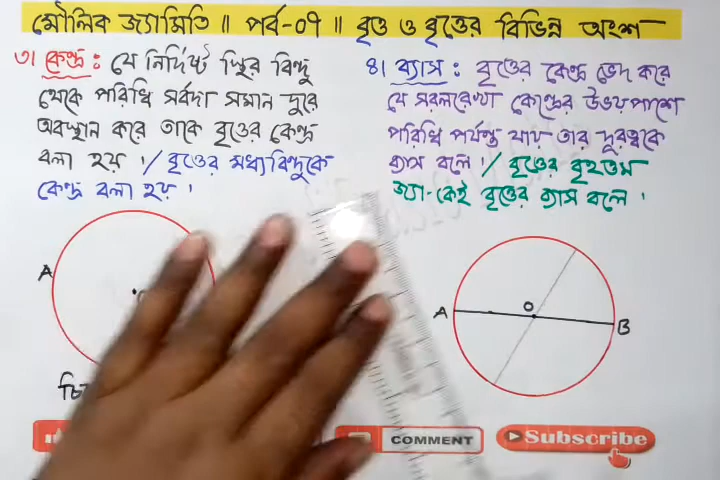 মৌলিক জ্যামিতি ॥ পর্ব-০৭ ॥ বৃত্ত ও বৃত্তের বিভিন্ন অংশ
৩। কেন্দ্র : যে নির্দিষ্ট স্থির বিন্দু
থেকে পরিধি সর্বদা সমান দুরে
অবস্থান করে তাকে বৃত্তের কেন্দ্র
বলা হয় ।/ বৃত্তের মধ্যবিন্দুকে
কেন্দ্র বলা হয় ।
A
৪। ব্যাস : বৃত্তের কেন্দ্র ভেদ করে
যে সরলরেখা কেন্দ্রের উভয়পাশে
পরিধি পর্যন্ত যায় তার দূরত্বকে
ব্যাস বলে ।/ বৃত্তের বৃহত্তম
জ্যা-কেই বৃত্তের ব্যাস বলে ।
A O B
COMMENT
Subscribe